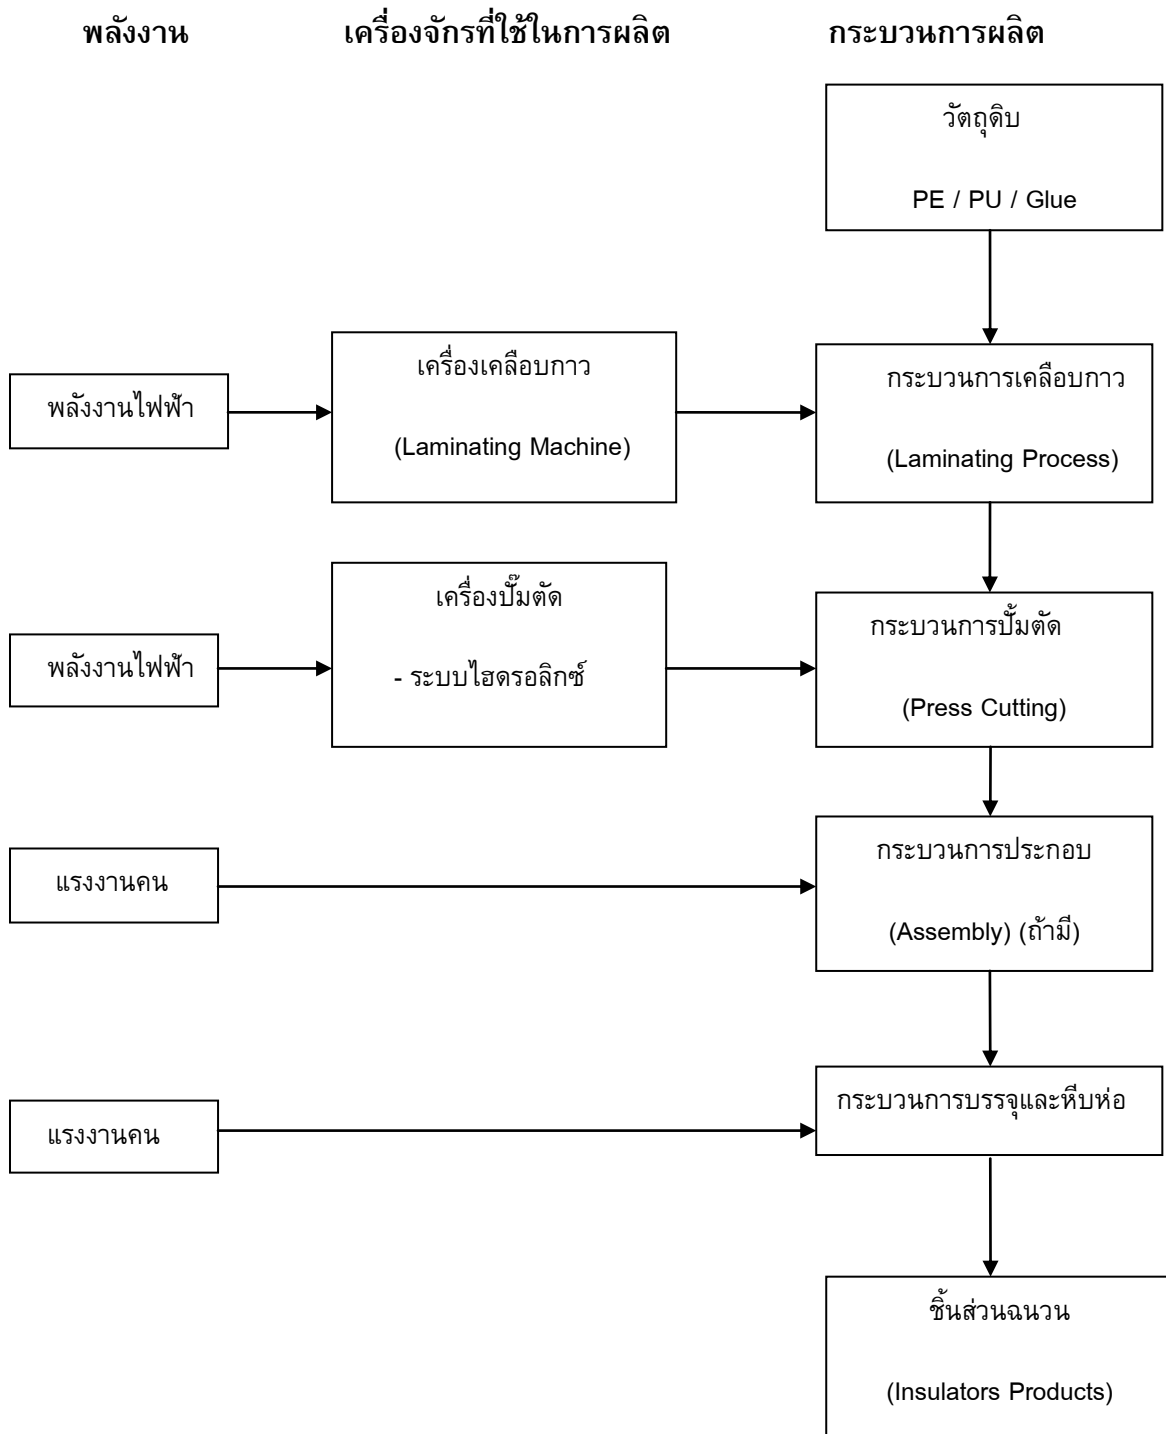 พลังงาน เครื่องจักรที่ใช้ในการผลิต กระบวนการผลิต
วัตถุดิบ
PE / PU / Glue
พลังงานไฟฟ้า
เครื่องเคลือบกาว
(Laminating Machine)
กระบวนการเคลือบกาว
(Laminating Process)
พลังงานไฟฟ้า
เครื่องปั๊มตัด
- ระบบไฮดรอลิกซ์
กระบวนการปั้มตัด
(Press Cutting)
แรงงานคน
กระบวนการประกอบ
(Assembly) (ถ้ามี)
แรงงานคน
กระบวนการบรรจุและหีบห่อ
ชิ้นส่วนฉนวน
(Insulators Products)